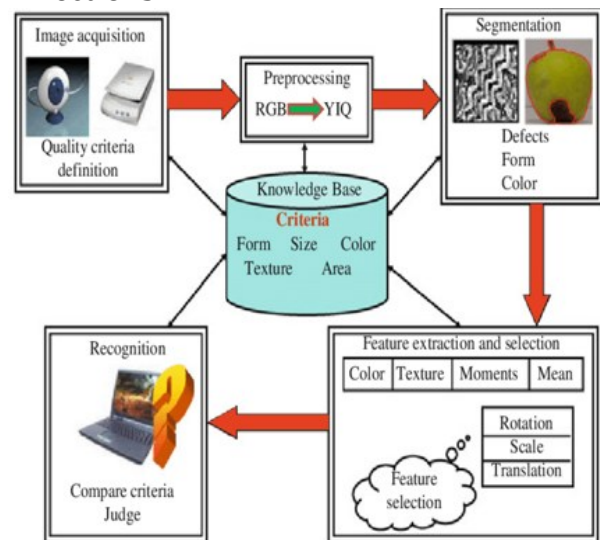 Image acquisition
Quality criteria
definition
Preprocessing
RGB YIQ
Segmentation
Defects
Form
Color
Knowledge Base
Criteria
Form Size Color
Texture Area
Feature extraction and selection
Color Texture Moments Mean
Rotation
Scale
Translation
Feature
selection
Recognition
Compare criteria
Judge